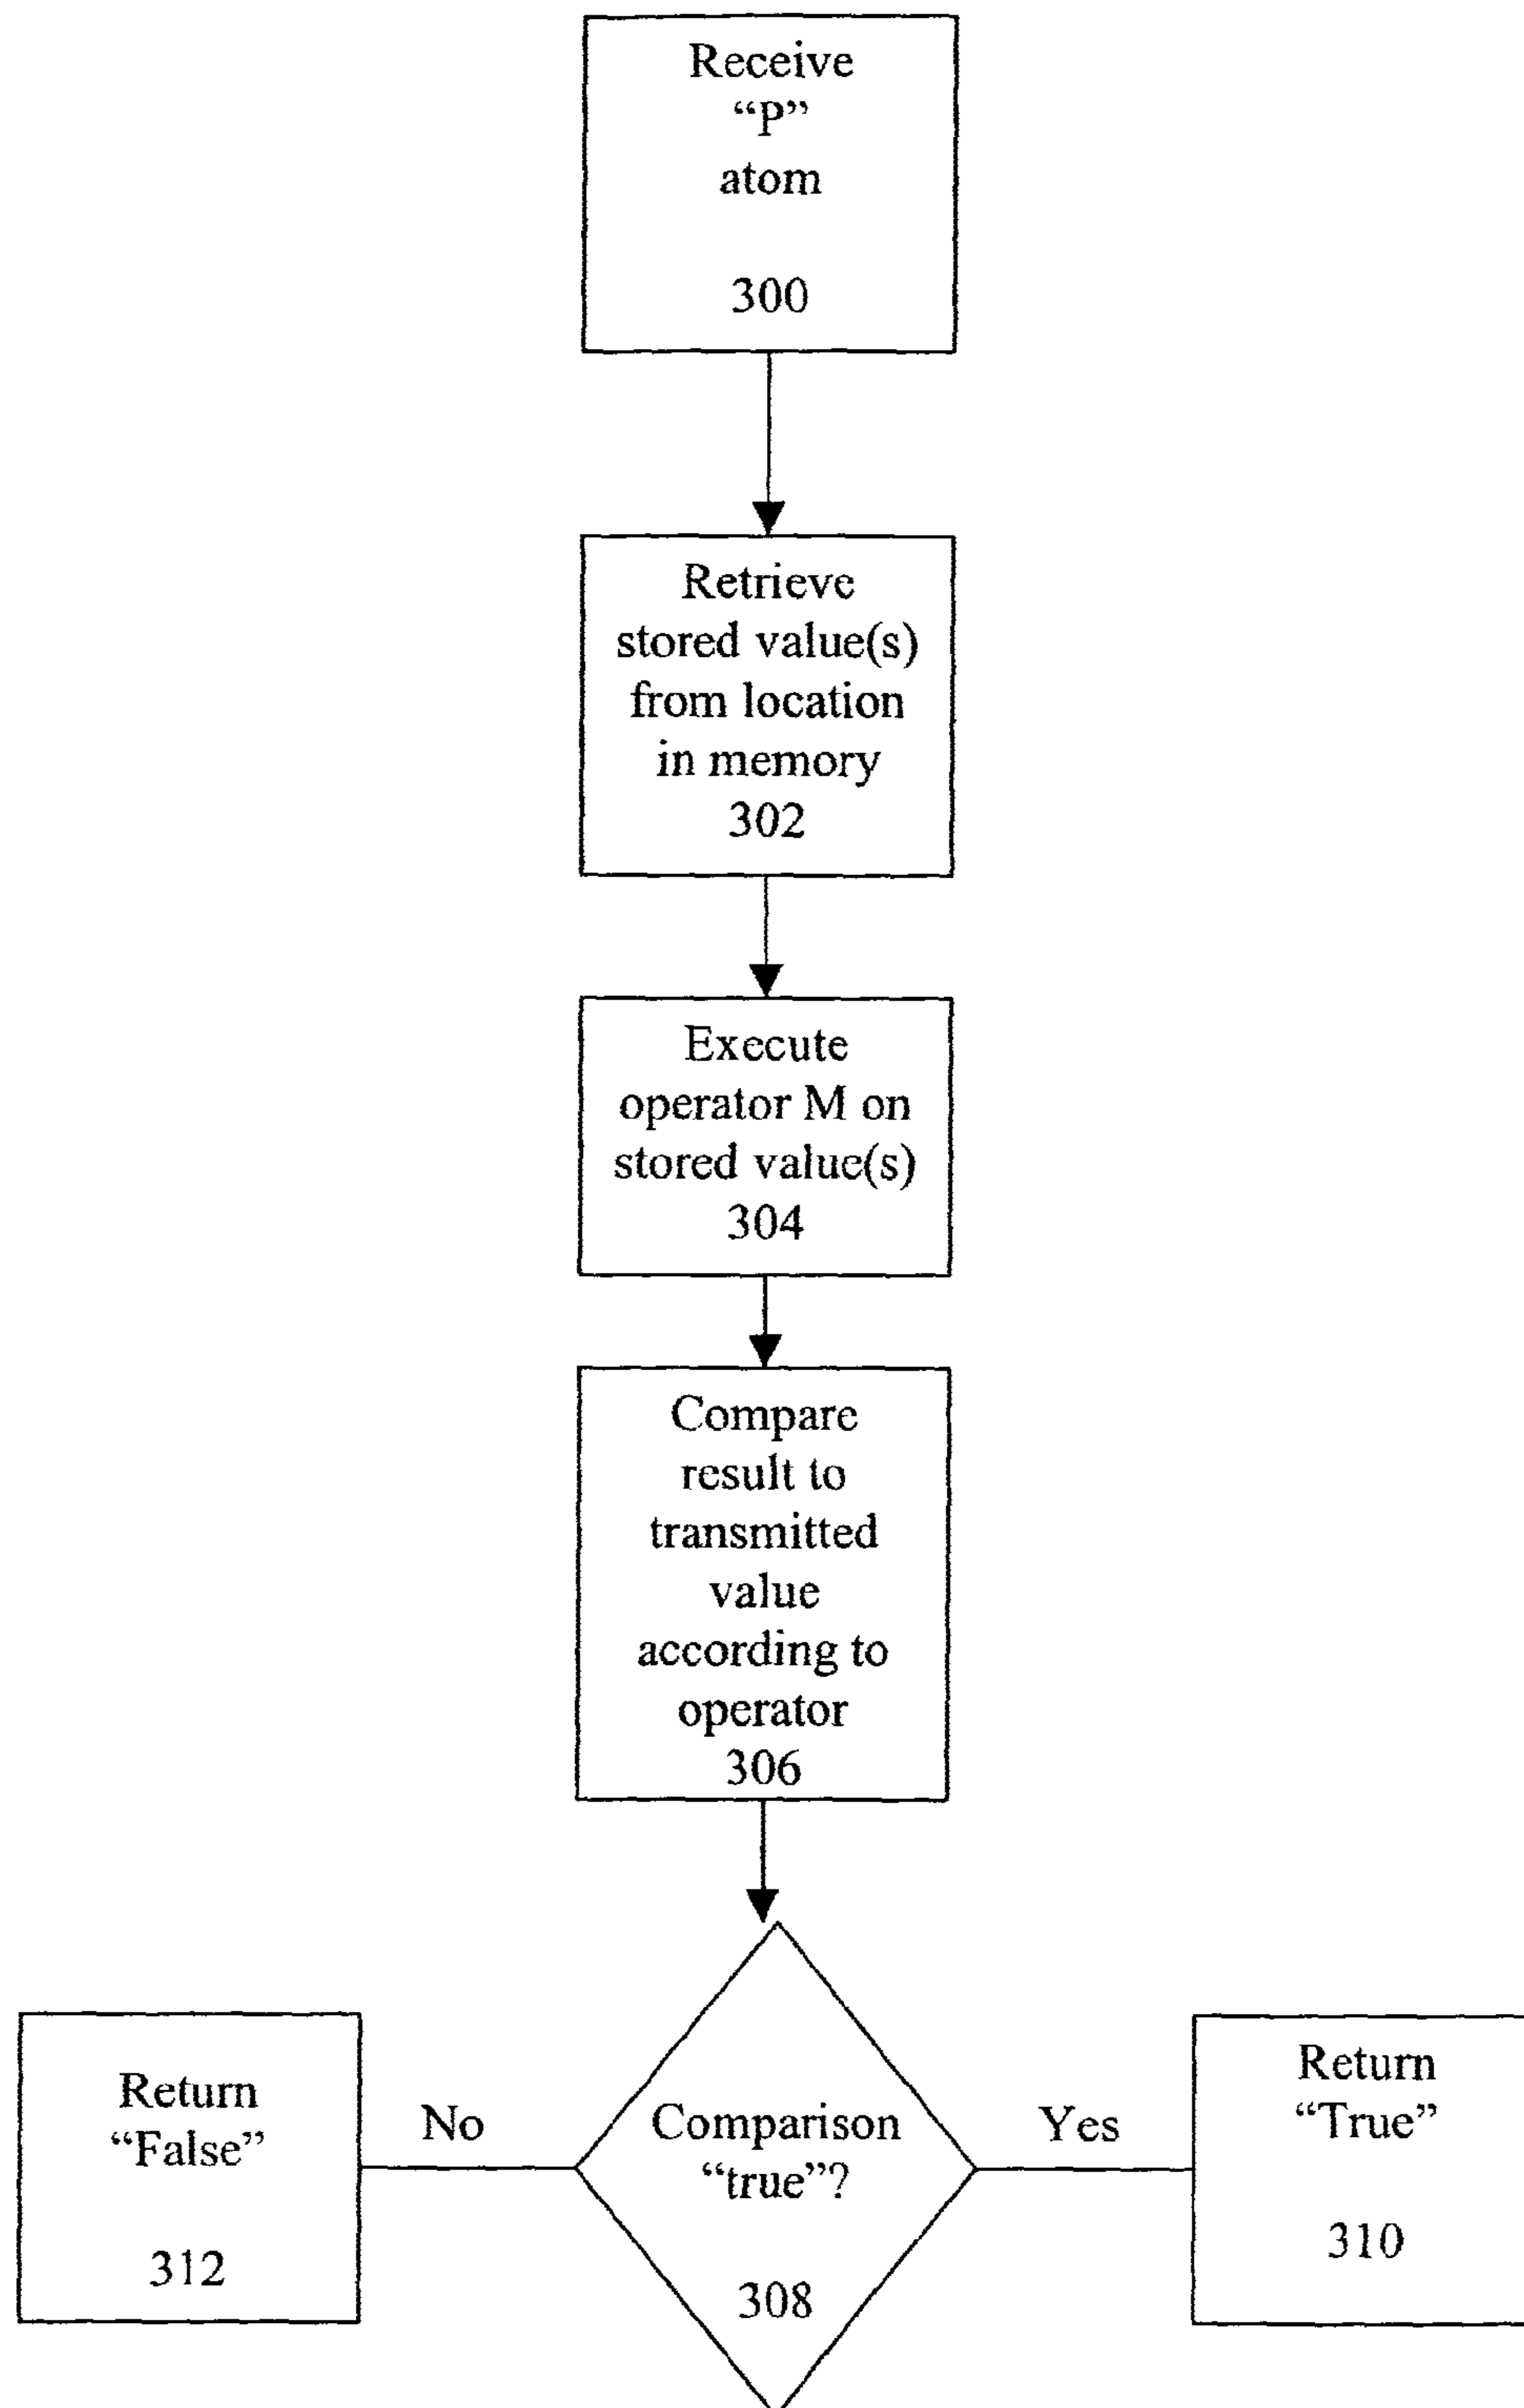 Receive
“P”
atom
300
Retrieve
stored value(s)
from location
in memory
302
Execute
operator M on
stored value(s)
304
Compare
result to
transmitted
value
according to
operator
306
Comparison
“true”?
308
No
Return
“False”
312
Yes
Return
“True”
310